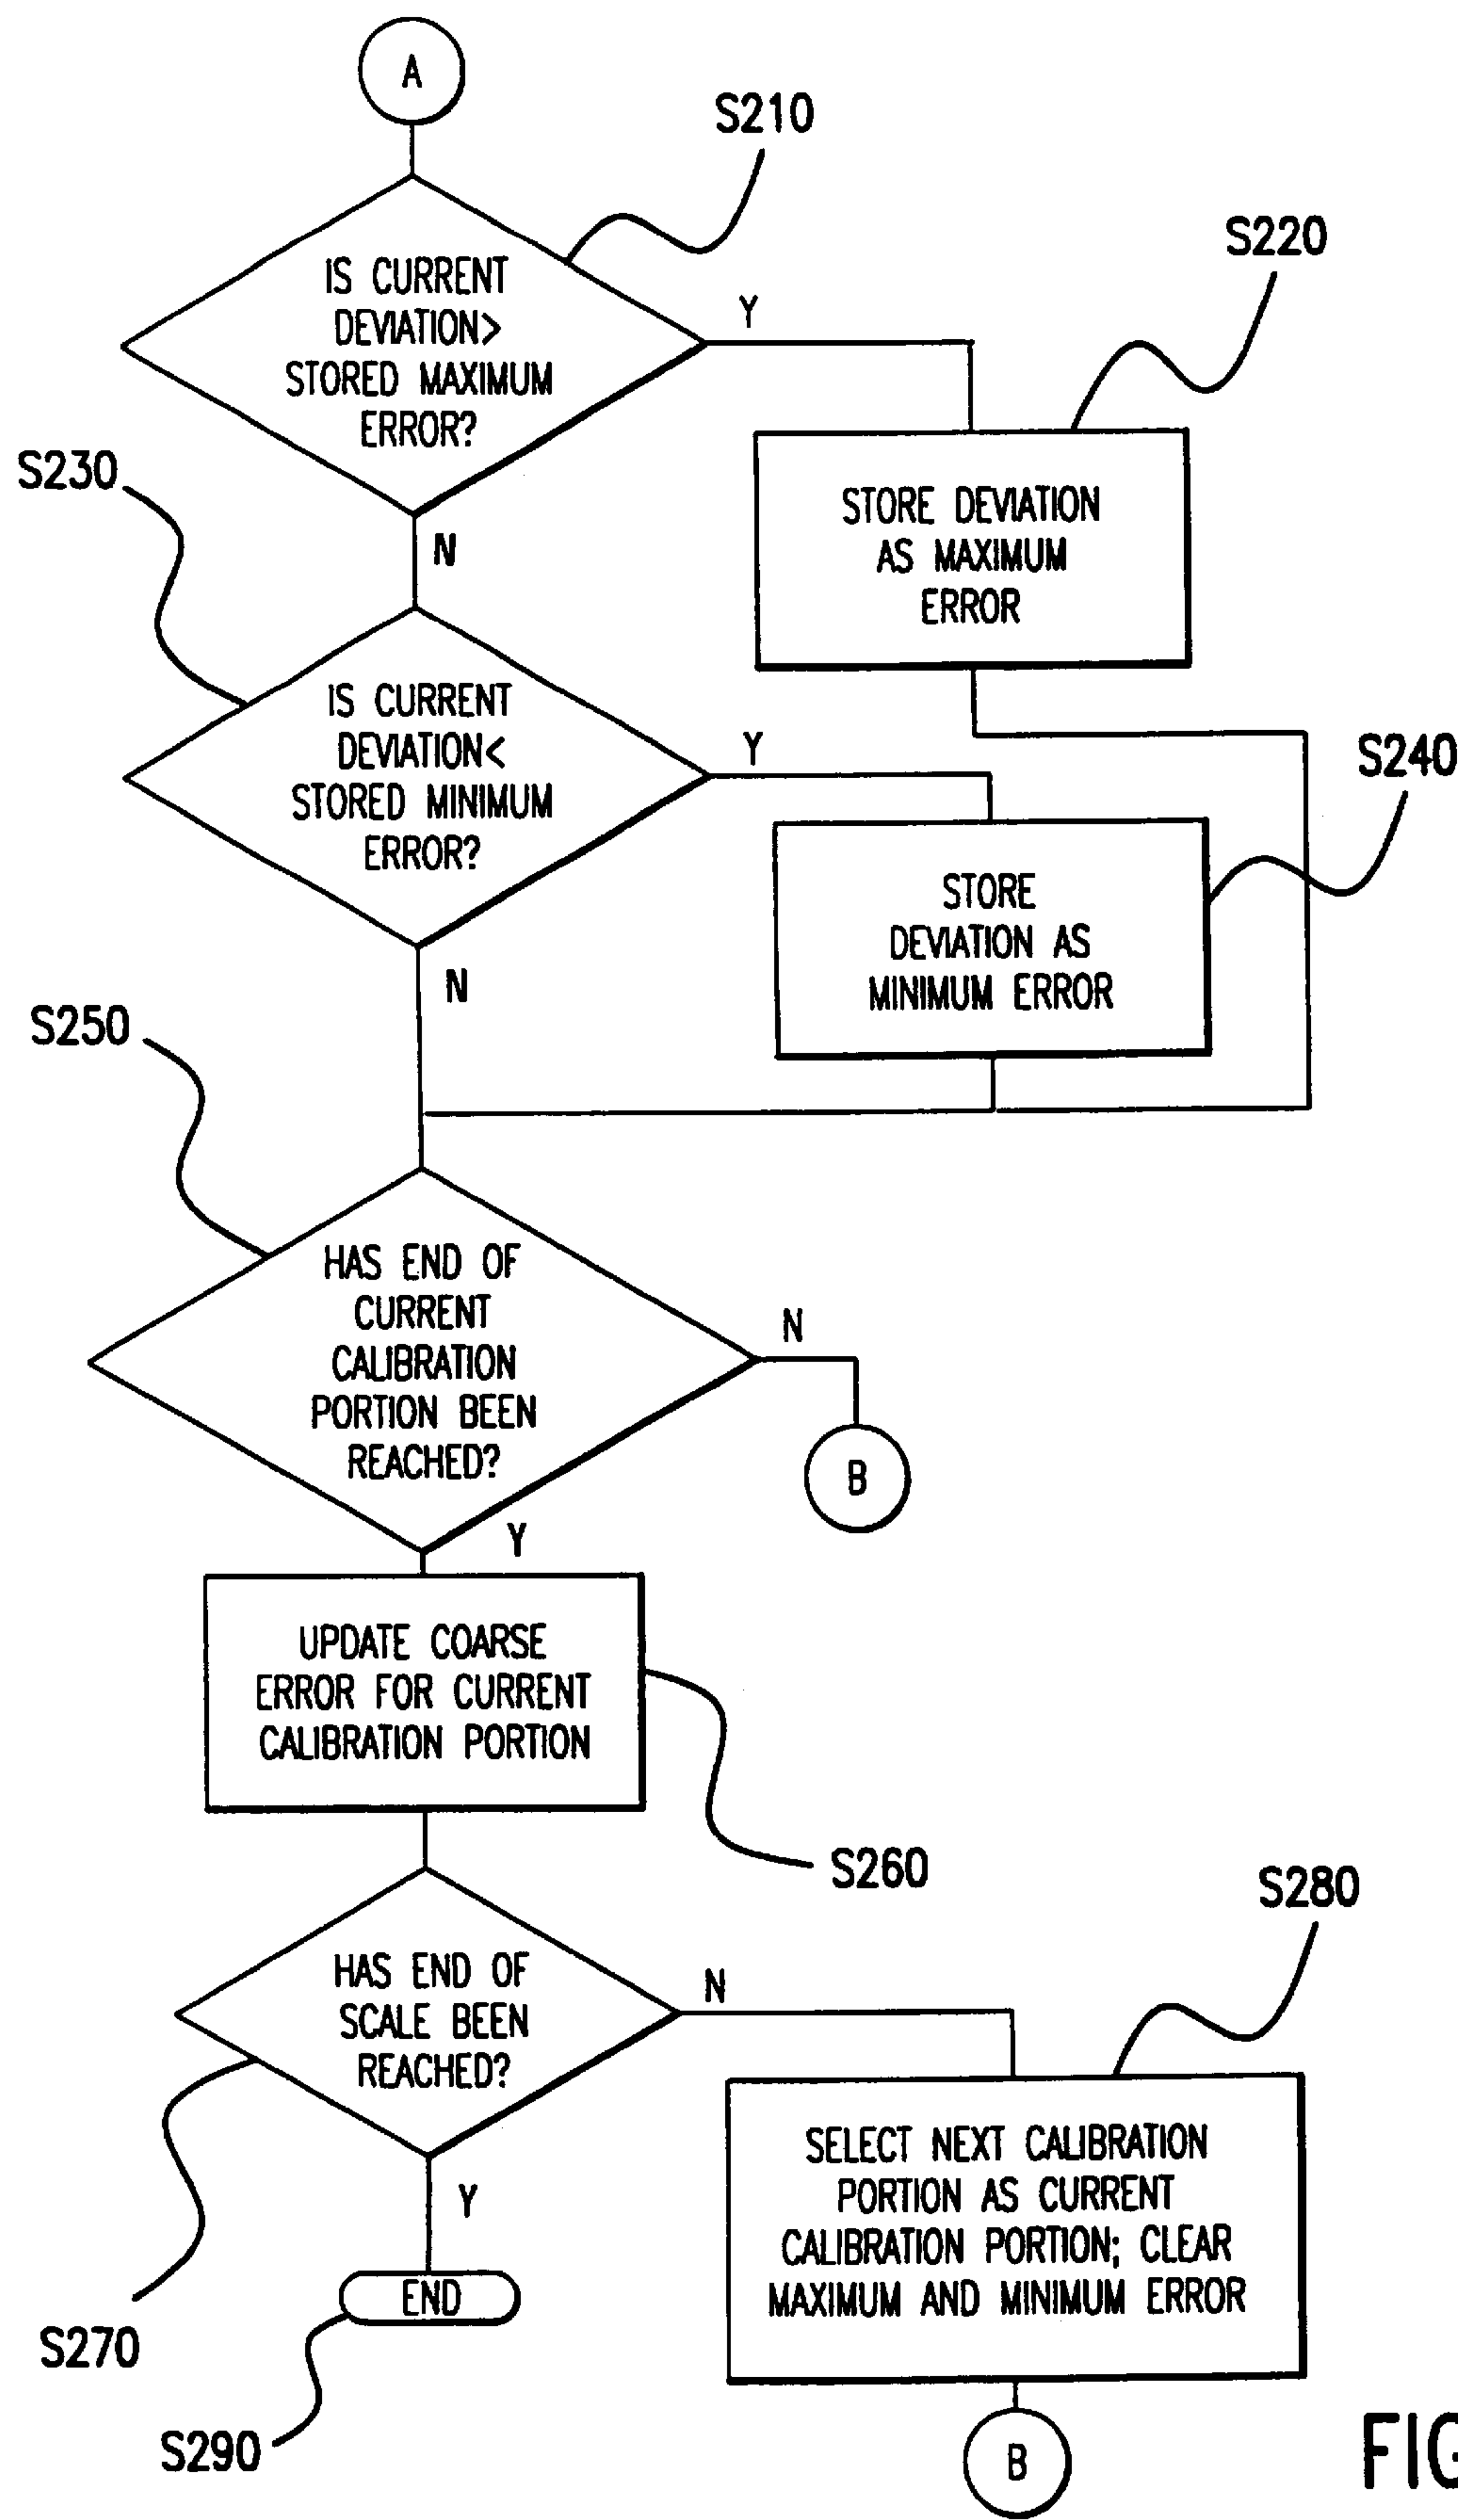 A
S210
IS CURRENT
DEVIATION>
STORED MAXIMUM
ERROR?
Y
S220
STORE DEVIATION
AS MAXIMUM
ERROR
S230
N
IS CURRENT
DEVIATION<
STORED MINIMUM
ERROR?
Y
S240
STORE
DEVIATION AS
MINIMUM ERROR
N
S250
HAS END OF
CURRENT
CALIBRATION
PORTION BEEN
REACHED?
N
B
Y
UPDATE COARSE
ERROR FOR CURRENT
CALIBRATION PORTION
S260
HAS END OF
SCALE BEEN
REACHED?
N
S280
SELECT NEXT CALIBRATION
PORTION AS CURRENT
CALIBRATION PORTION; CLEAR
MAXIMUM AND MINIMUM ERROR
Y
END
S270
S290
B